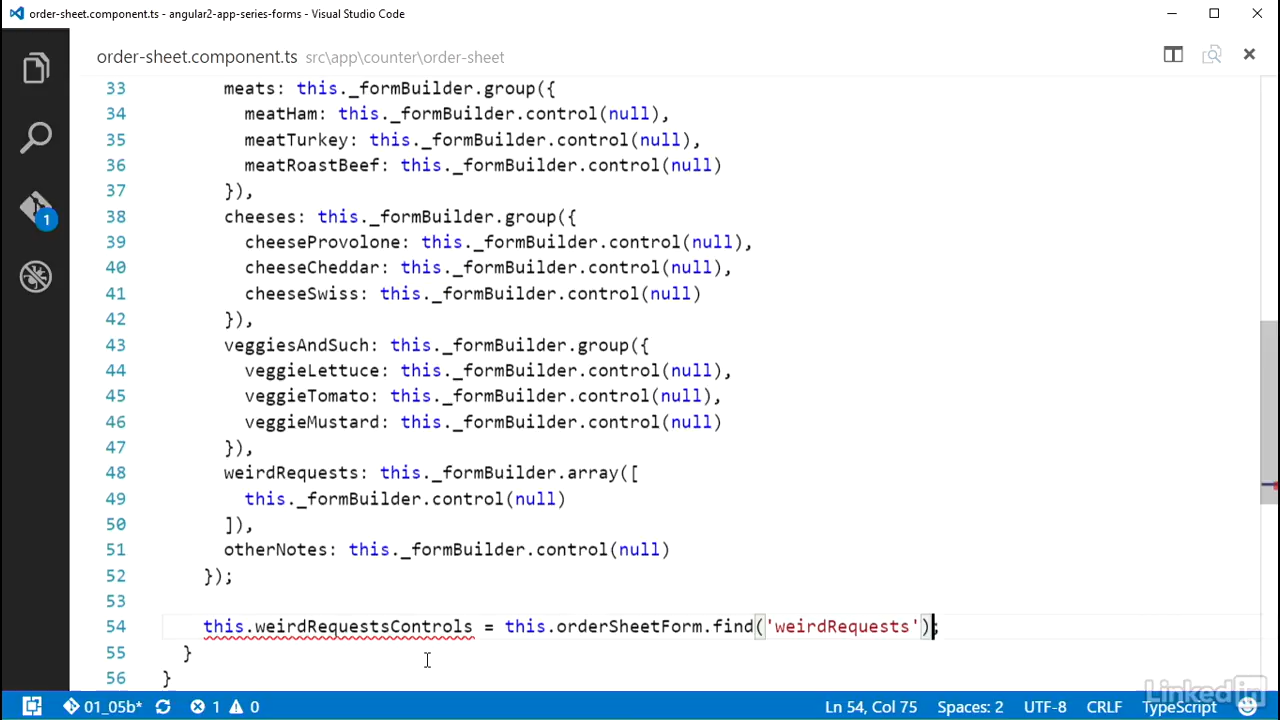 order-sheet.component.ts - angular2-app-series-forms - Visual Studio Code
order-sheet.component.ts src\app\counter\order-sheet
33 meats: this._formBuilder.group({
34 meatHam: this._formBuilder.control(null),
35 meatTurkey: this._formBuilder.control(null),
36 meatRoastBeef: this._formBuilder.control(null)
37 }),
38 cheeses: this._formBuilder.group({
39 cheeseProvolone: this._formBuilder.control(null),
40 cheeseCheddar: this._formBuilder.control(null),
41 cheeseSwiss: this._formBuilder.control(null)
42 }),
43 veggiesAndSuch: this._formBuilder.group({
44 veggieLettuce: this._formBuilder.control(null),
45 veggieTomato: this._formBuilder.control(null),
46 veggieMustard: this._formBuilder.control(null)
47 }),
48 weirdRequests: this._formBuilder.array([
49 this._formBuilder.control(null)
50 ]),
51 otherNotes: this._formBuilder.control(null)
52 });
53
54 this.weirdRequestsControls = this.orderSheetForm.find('weirdRequests');
55 }
56 }
1
LinkedIn
01_05b* 1 0 Ln 54, Col 75 Spaces: 2 UTF-8 CRLF TypeScript